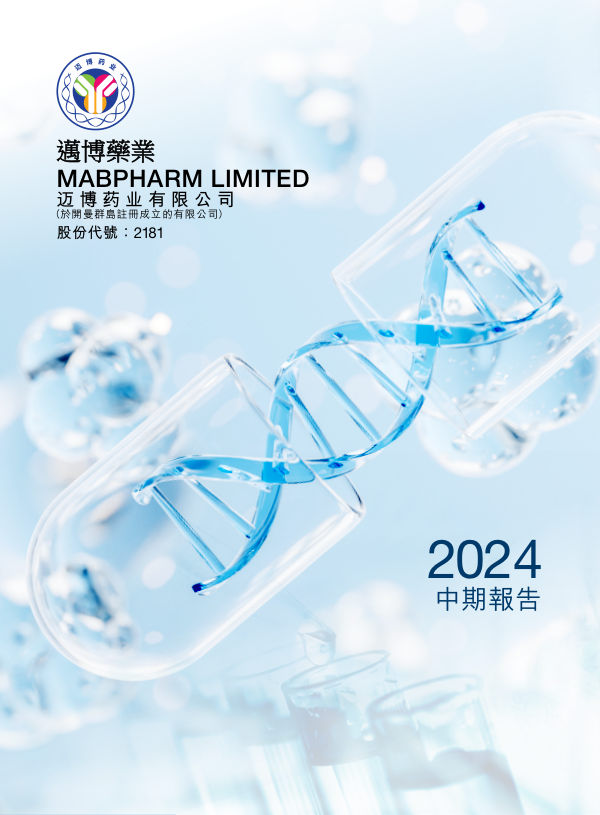 迈博药业
邁博藥業
MABPHARM LIMITED
迈博药业有限公司
(於開曼群島註冊成立的有限公司)
股份代號：2181
2024
中期報告